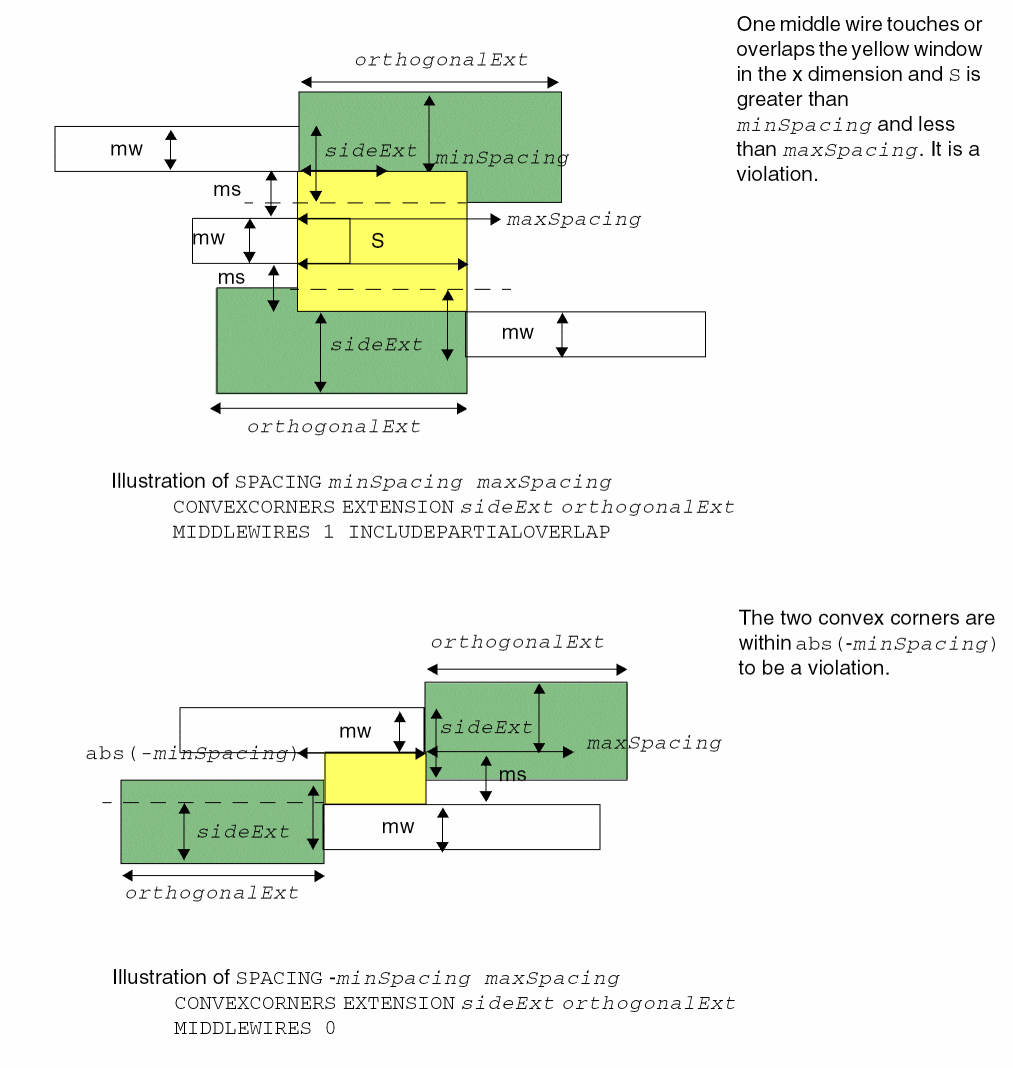 One middle wire touches or
overlaps the yellow window
in the x dimension and S is
greater than
minSpacing and less
than maxSpacing. It is a
violation.
orthogonalExt
mw
sideExt
minSpacing
ms
maxSpacing
mw
S
ms
sideExt
mw
orthogonalExt
Illustration of SPACING minSpacing maxSpacing
CONVEXCORNERS EXTENSION sideExt orthogonalExt
MIDDLEWIRES 1 INCLUDEPARTIALOVERLAP
The two convex corners are
within abs(-minSpacing)
to be a violation.
orthogonalExt
mw
sideExt
maxSpacing
abs(-minSpacing)
ms
sideExt
mw
orthogonalExt
Illustration of SPACING -minSpacing maxSpacing
CONVEXCORNERS EXTENSION sideExt orthogonalExt
MIDDLEWIRES 0